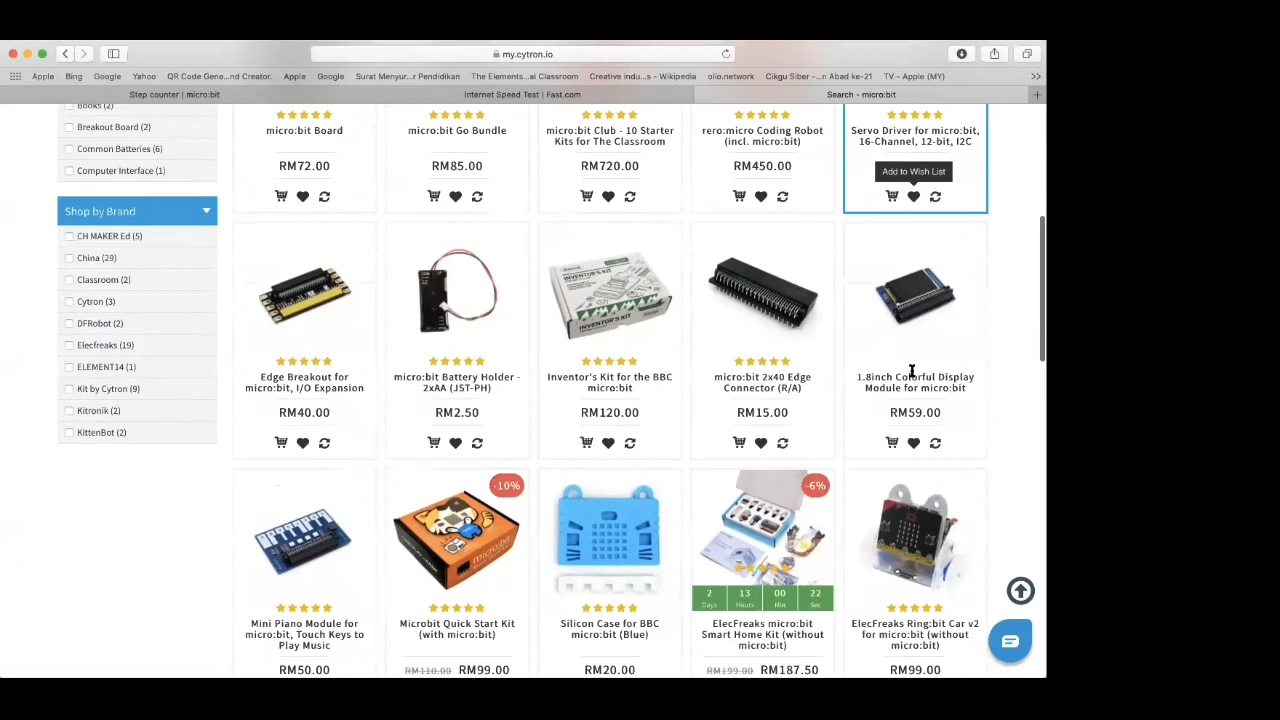 my.cytron.io
Apple Bing Google Yahoo QR Code Gene...nd Creator. Apple Google Surat Menyur...r Pendidikan The Elements...al Classroom Creative indu...s - Wikipedia olio.network Cikgu Siber -...n Abad ke-21 TV - Apple (MY)
Step counter | micro:bit Internet Speed Test | Fast.com Search - micro:bit
Books (2)
Breakout Board (2)
Common Batteries (6)
Computer Interface (1)
Shop by Brand
CH MAKER Ed (5)
China (29)
Classroom (2)
Cytron (3)
DFRobot (2)
Elecfreaks (19)
ELEMENT14 (1)
Kit by Cytron (9)
Kitronik (2)
KittenBot (2)
micro:bit Board
RM72.00
micro:bit Go Bundle
RM85.00
micro:bit Club - 10 Starter
Kits for The Classroom
RM720.00
rero:micro Coding Robot
(incl. micro:bit)
RM450.00
Servo Driver for micro:bit,
16-Channel, 12-bit, I2C
Add to Wish List
Edge Breakout for
micro:bit, I/O Expansion
RM40.00
micro:bit Battery Holder -
2xAA (JST-PH)
RM2.50
INVENTOR'S KIT
Inventor's Kit for the BBC
micro:bit
RM120.00
micro:bit 2x40 Edge
Connector (R/A)
RM15.00
1.8inch Colorful Display
Module for micro:bit
RM59.00
Mini Piano Module for
micro:bit, Touch Keys to
Play Music
RM50.00
-10%
micro:bit
Microbit Quick Start Kit
(with micro:bit)
RM110.00 RM99.00
Silicon Case for BBC
micro:bit (Blue)
RM20.00
-6%
2 13 00 22
Days Hours Min Sec
ElecFreaks micro:bit
Smart Home Kit (without
micro:bit)
RM199.00 RM187.50
ElecFreaks Ring:bit Car v2
for micro:bit (without
micro:bit)
RM99.00